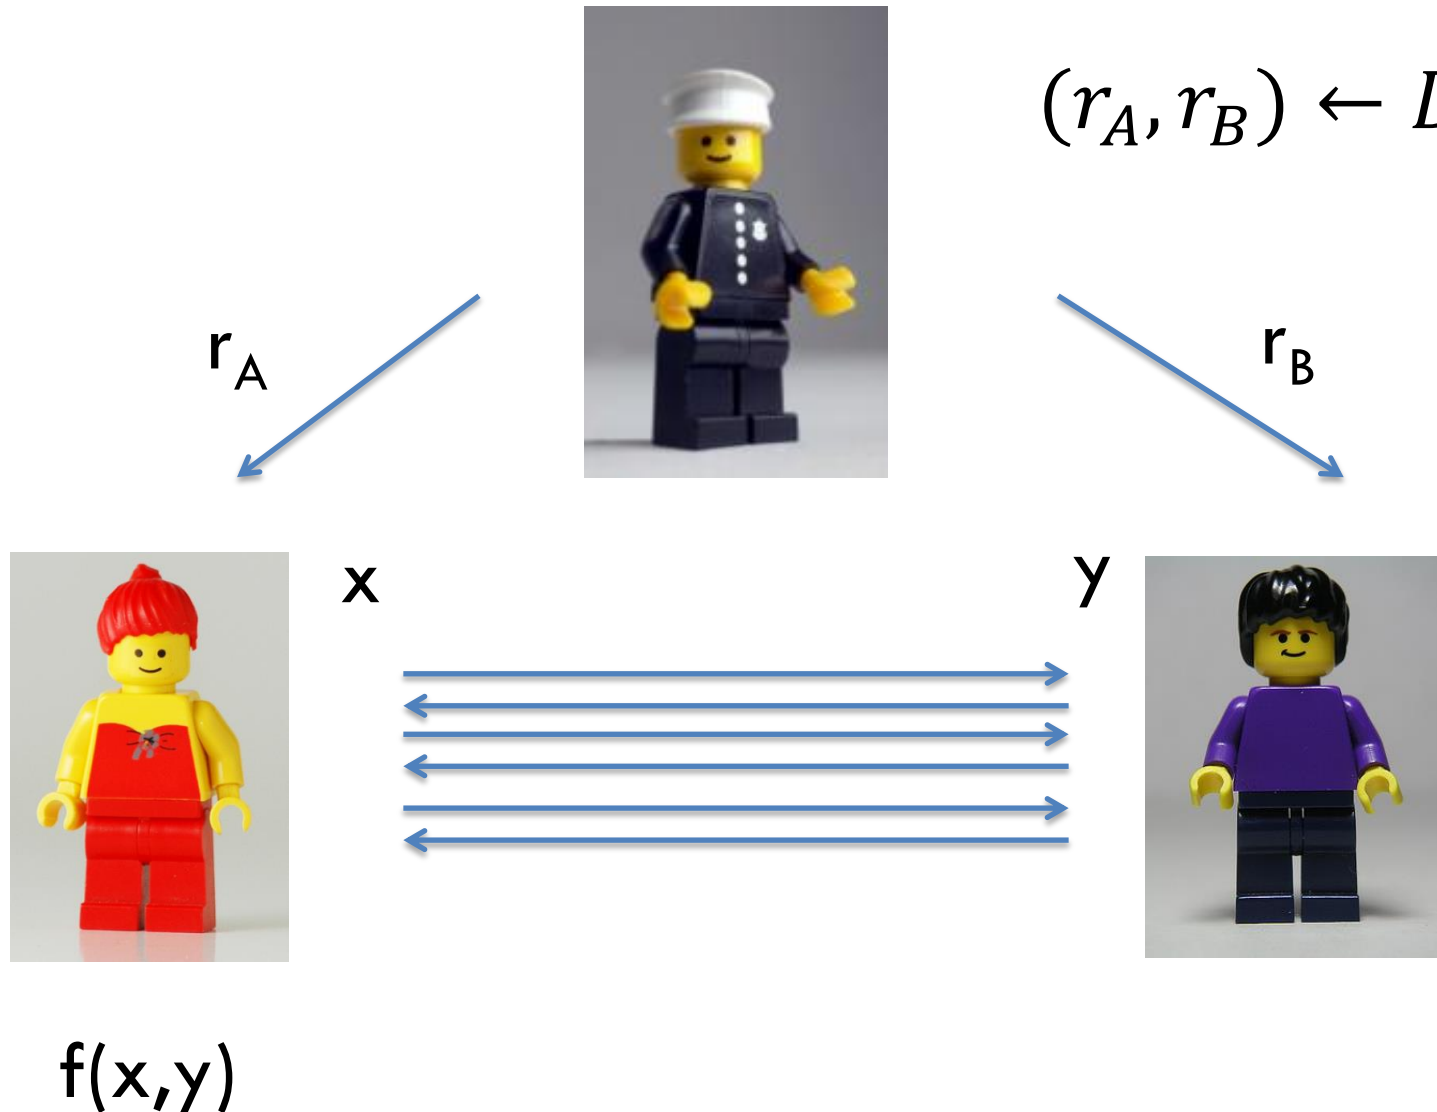 (r_A, r_B) ←
r_A
r_B
x
y
f(x,y)